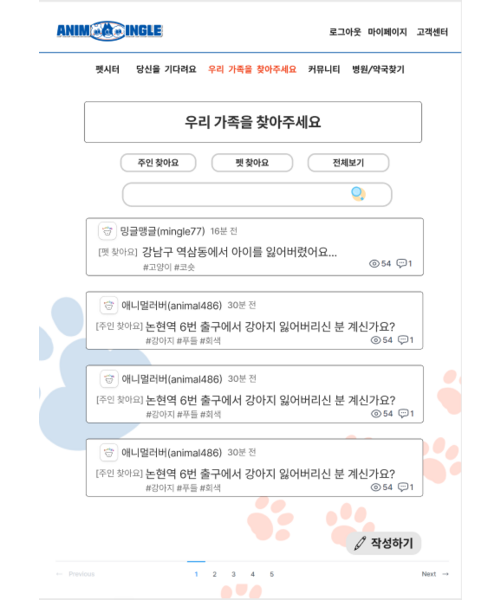 ANIM INGLE
로그아웃 마이페이지 고객센터
펫시터 당신을 기다려요 우리 가족을 찾아주세요 커뮤니티 병원/약국찾기
우리 가족을 찾아주세요
주인 찾아요 펫 찾아요 전체보기
밍글맹글(mingle77) 16분 전
[펫 찾아요] 강남구 역삼동에서 아이를 잃어버렸어요...
#고양이 #코숏
54 1
애니멀러버(animal486) 30분 전
[주인 찾아요] 논현역 6번 출구에서 강아지 잃어버리신 분 계신가요?
#강아지 #푸들 #회색
54 1
애니멀러버(animal486) 30분 전
[주인 찾아요] 논현역 6번 출구에서 강아지 잃어버리신 분 계신가요?
#강아지 #푸들 #회색
54 1
애니멀러버(animal486) 30분 전
[주인 찾아요] 논현역 6번 출구에서 강아지 잃어버리신 분 계신가요?
#강아지 #푸들 #회색
54 1
작성하기
← Previous 1 2 3 4 5 Next →